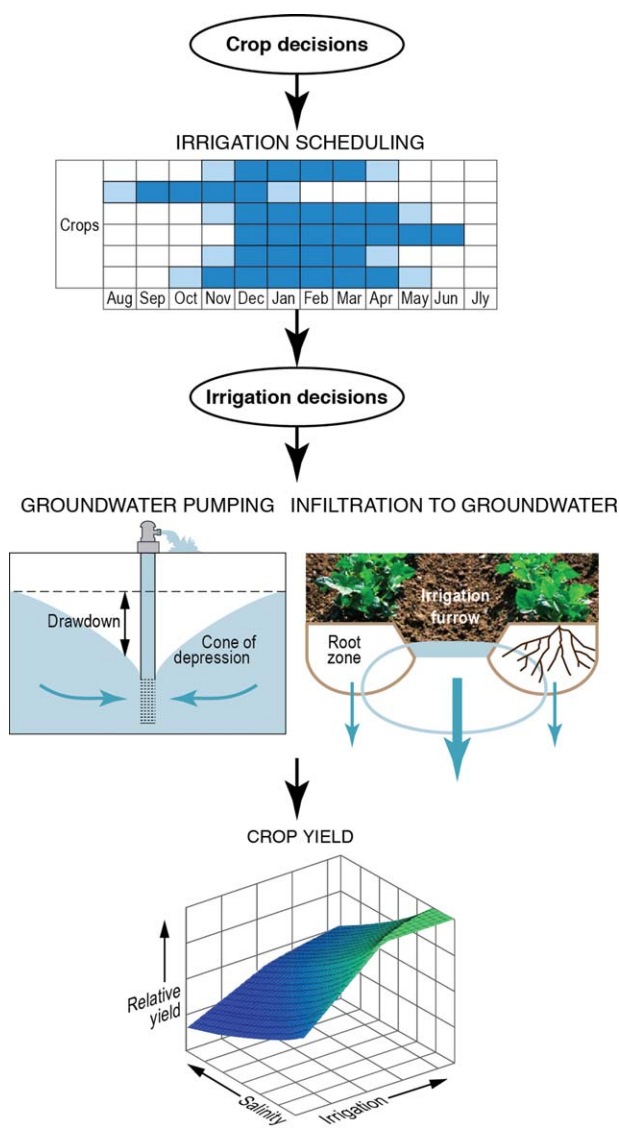 Crop decisions
IRRIGATION SCHEDULING
Crops
Aug Sep Oct Nov Dec Jan Feb Mar Apr May Jun Jly
Irrigation decisions
GROUNDWATER PUMPING INFILTRATION TO GROUNDWATER
Drawdown
Cone of
depression
Irrigation
furrow
Root
zone
CROP YIELD
Relative
yield
Salinity
Irrigation